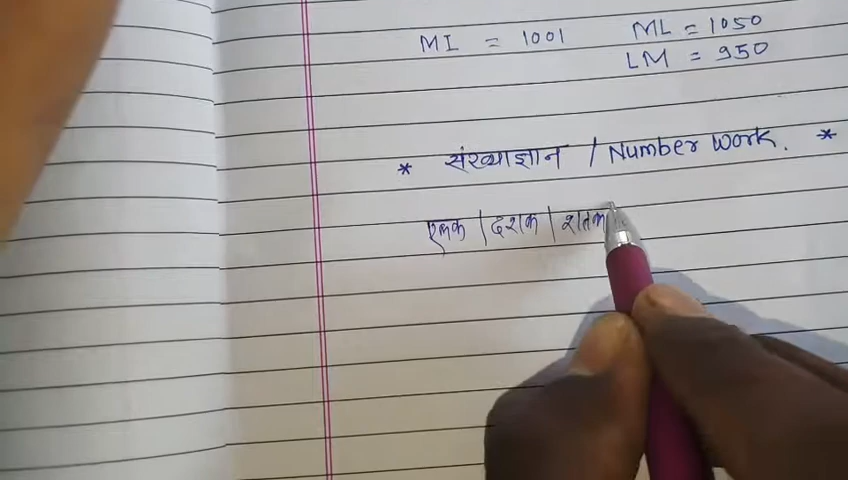 MI = 1001 ML = 1050
LM = 950
* संख्याज्ञान / Number work. *
एकक | दशक | शतक